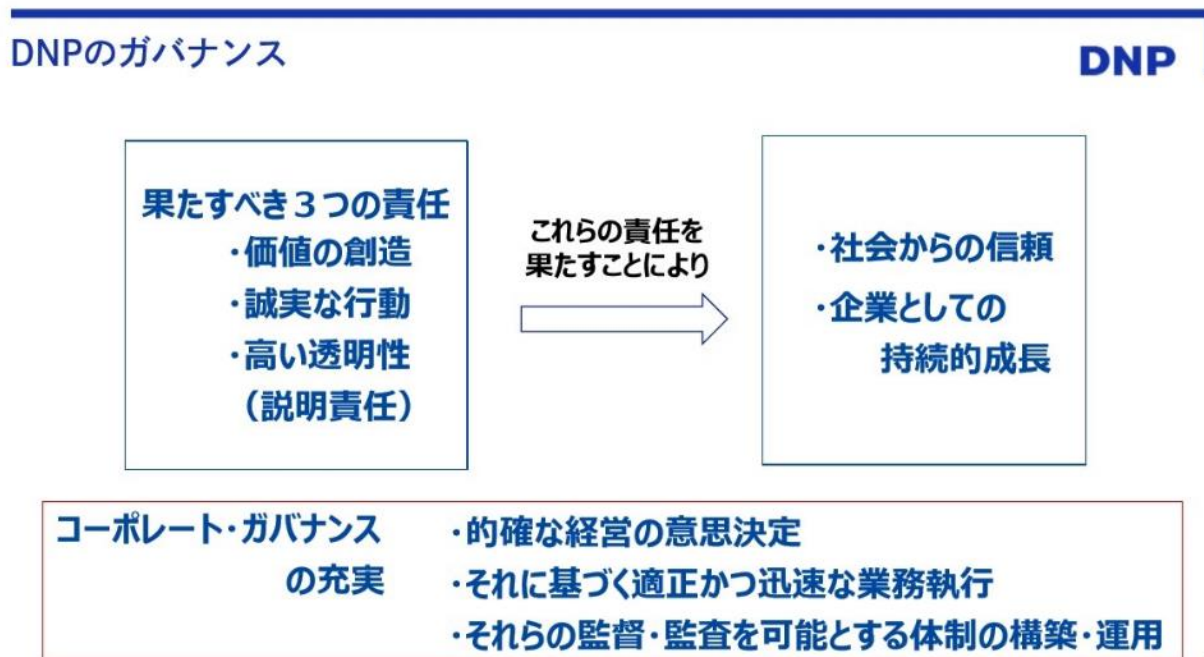 DNPのガバナンス
DNP
果たすべき３つの責任
・価値の創造
・誠実な行動
・高い透明性
（説明責任）
これらの責任を
果たすことにより
・社会からの信頼
・企業としての
持続的成長
コーポレート・ガバナンス
の充実
・的確な経営の意思決定
・それに基づく適正かつ迅速な業務執行
・それらの監督・監査を可能とする体制の構築・運用